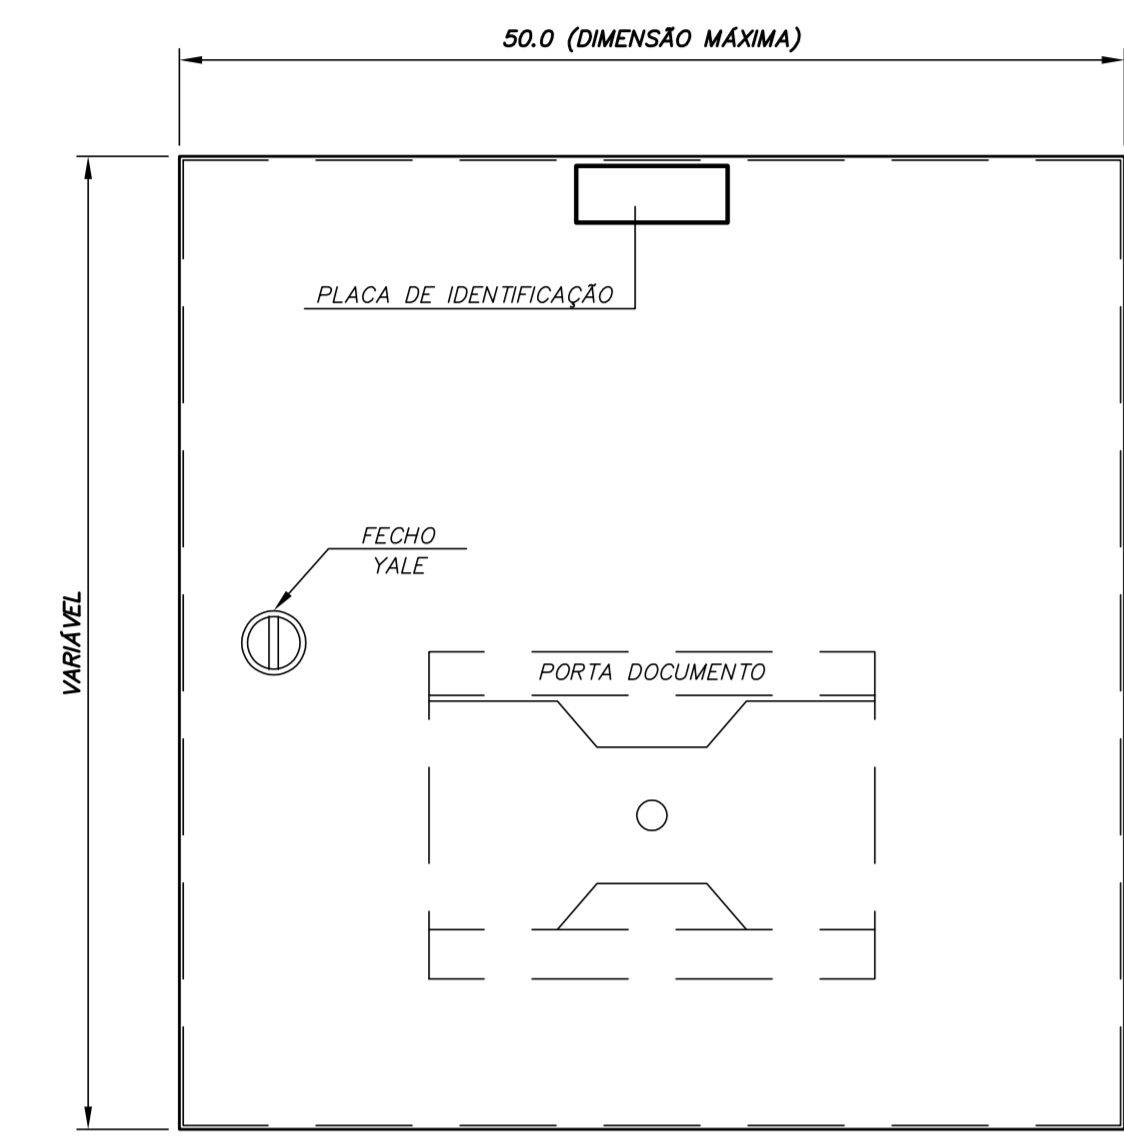 50.0 (DIMENSÃO MÁXIMA)
PLACA DE IDENTIFICAÇÃO
FECHO
YALE
VARIÁVEL
PORTA DOCUMENTO